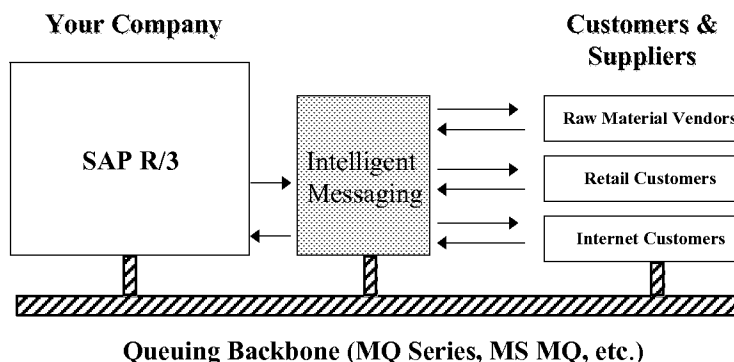 Your Company
Customers &
Suppliers
SAP R/3
Intelligent
Messaging
Raw Material Vendors
Retail Customers
Internet Customers
Queuing Backbone (MQ Series, MS MQ, etc.)